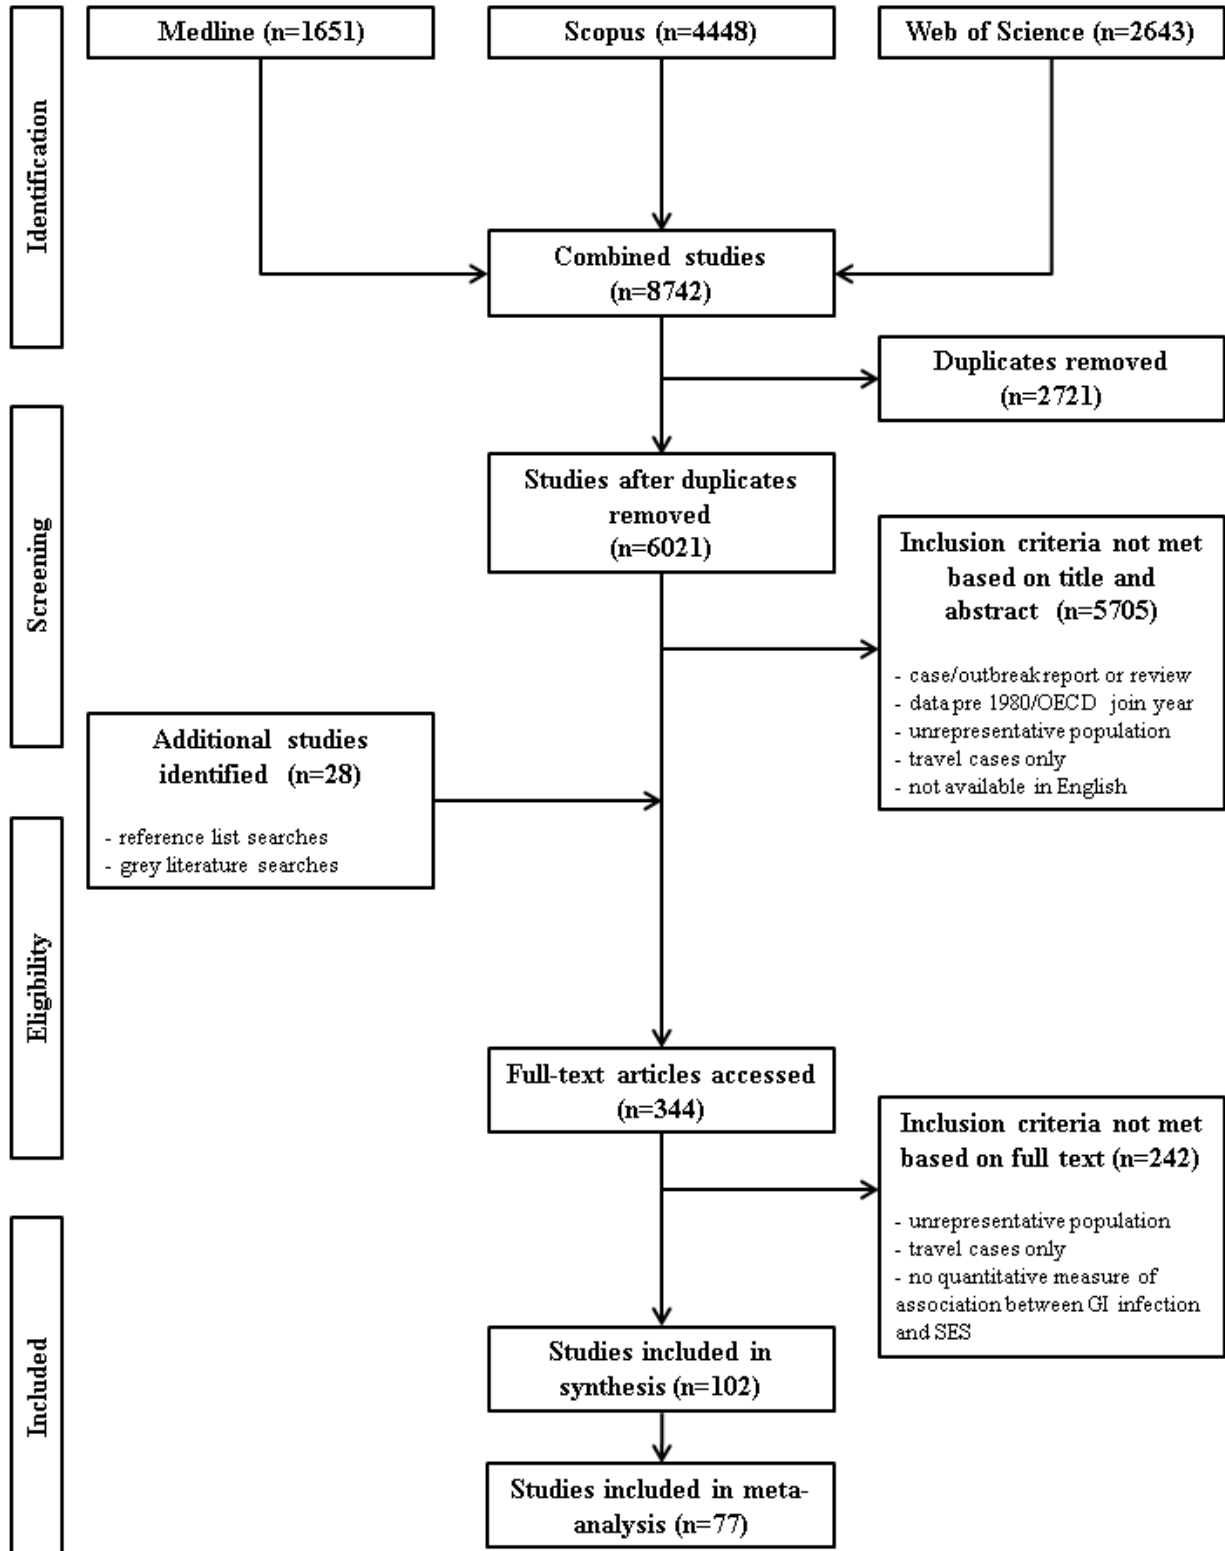 Identification
Medline (n=1651)
Scopus (n=4448)
Web of Science (n=2643)
Combined studies
(n=8742)
Duplicates removed
(n=2721)
Screening
Studies after duplicates
removed
(n=6021)
Inclusion criteria not met
based on title and
abstract (n=5705)
- case/outbreak report or review
- data pre 1980/OECD join year
- unrepresentative population
- travel cases only
- not available in English
Additional studies
identified (n=28)
- reference list searches
- grey literature searches
Eligibility
Full-text articles accessed
(n=344)
Inclusion criteria not met
based on full text (n=242)
- unrepresentative population
- travel cases only
- no quantitative measure of
association between GI infection
and SES
Included
Studies included in
synthesis (n=102)
Studies included in meta-
analysis (n=77)